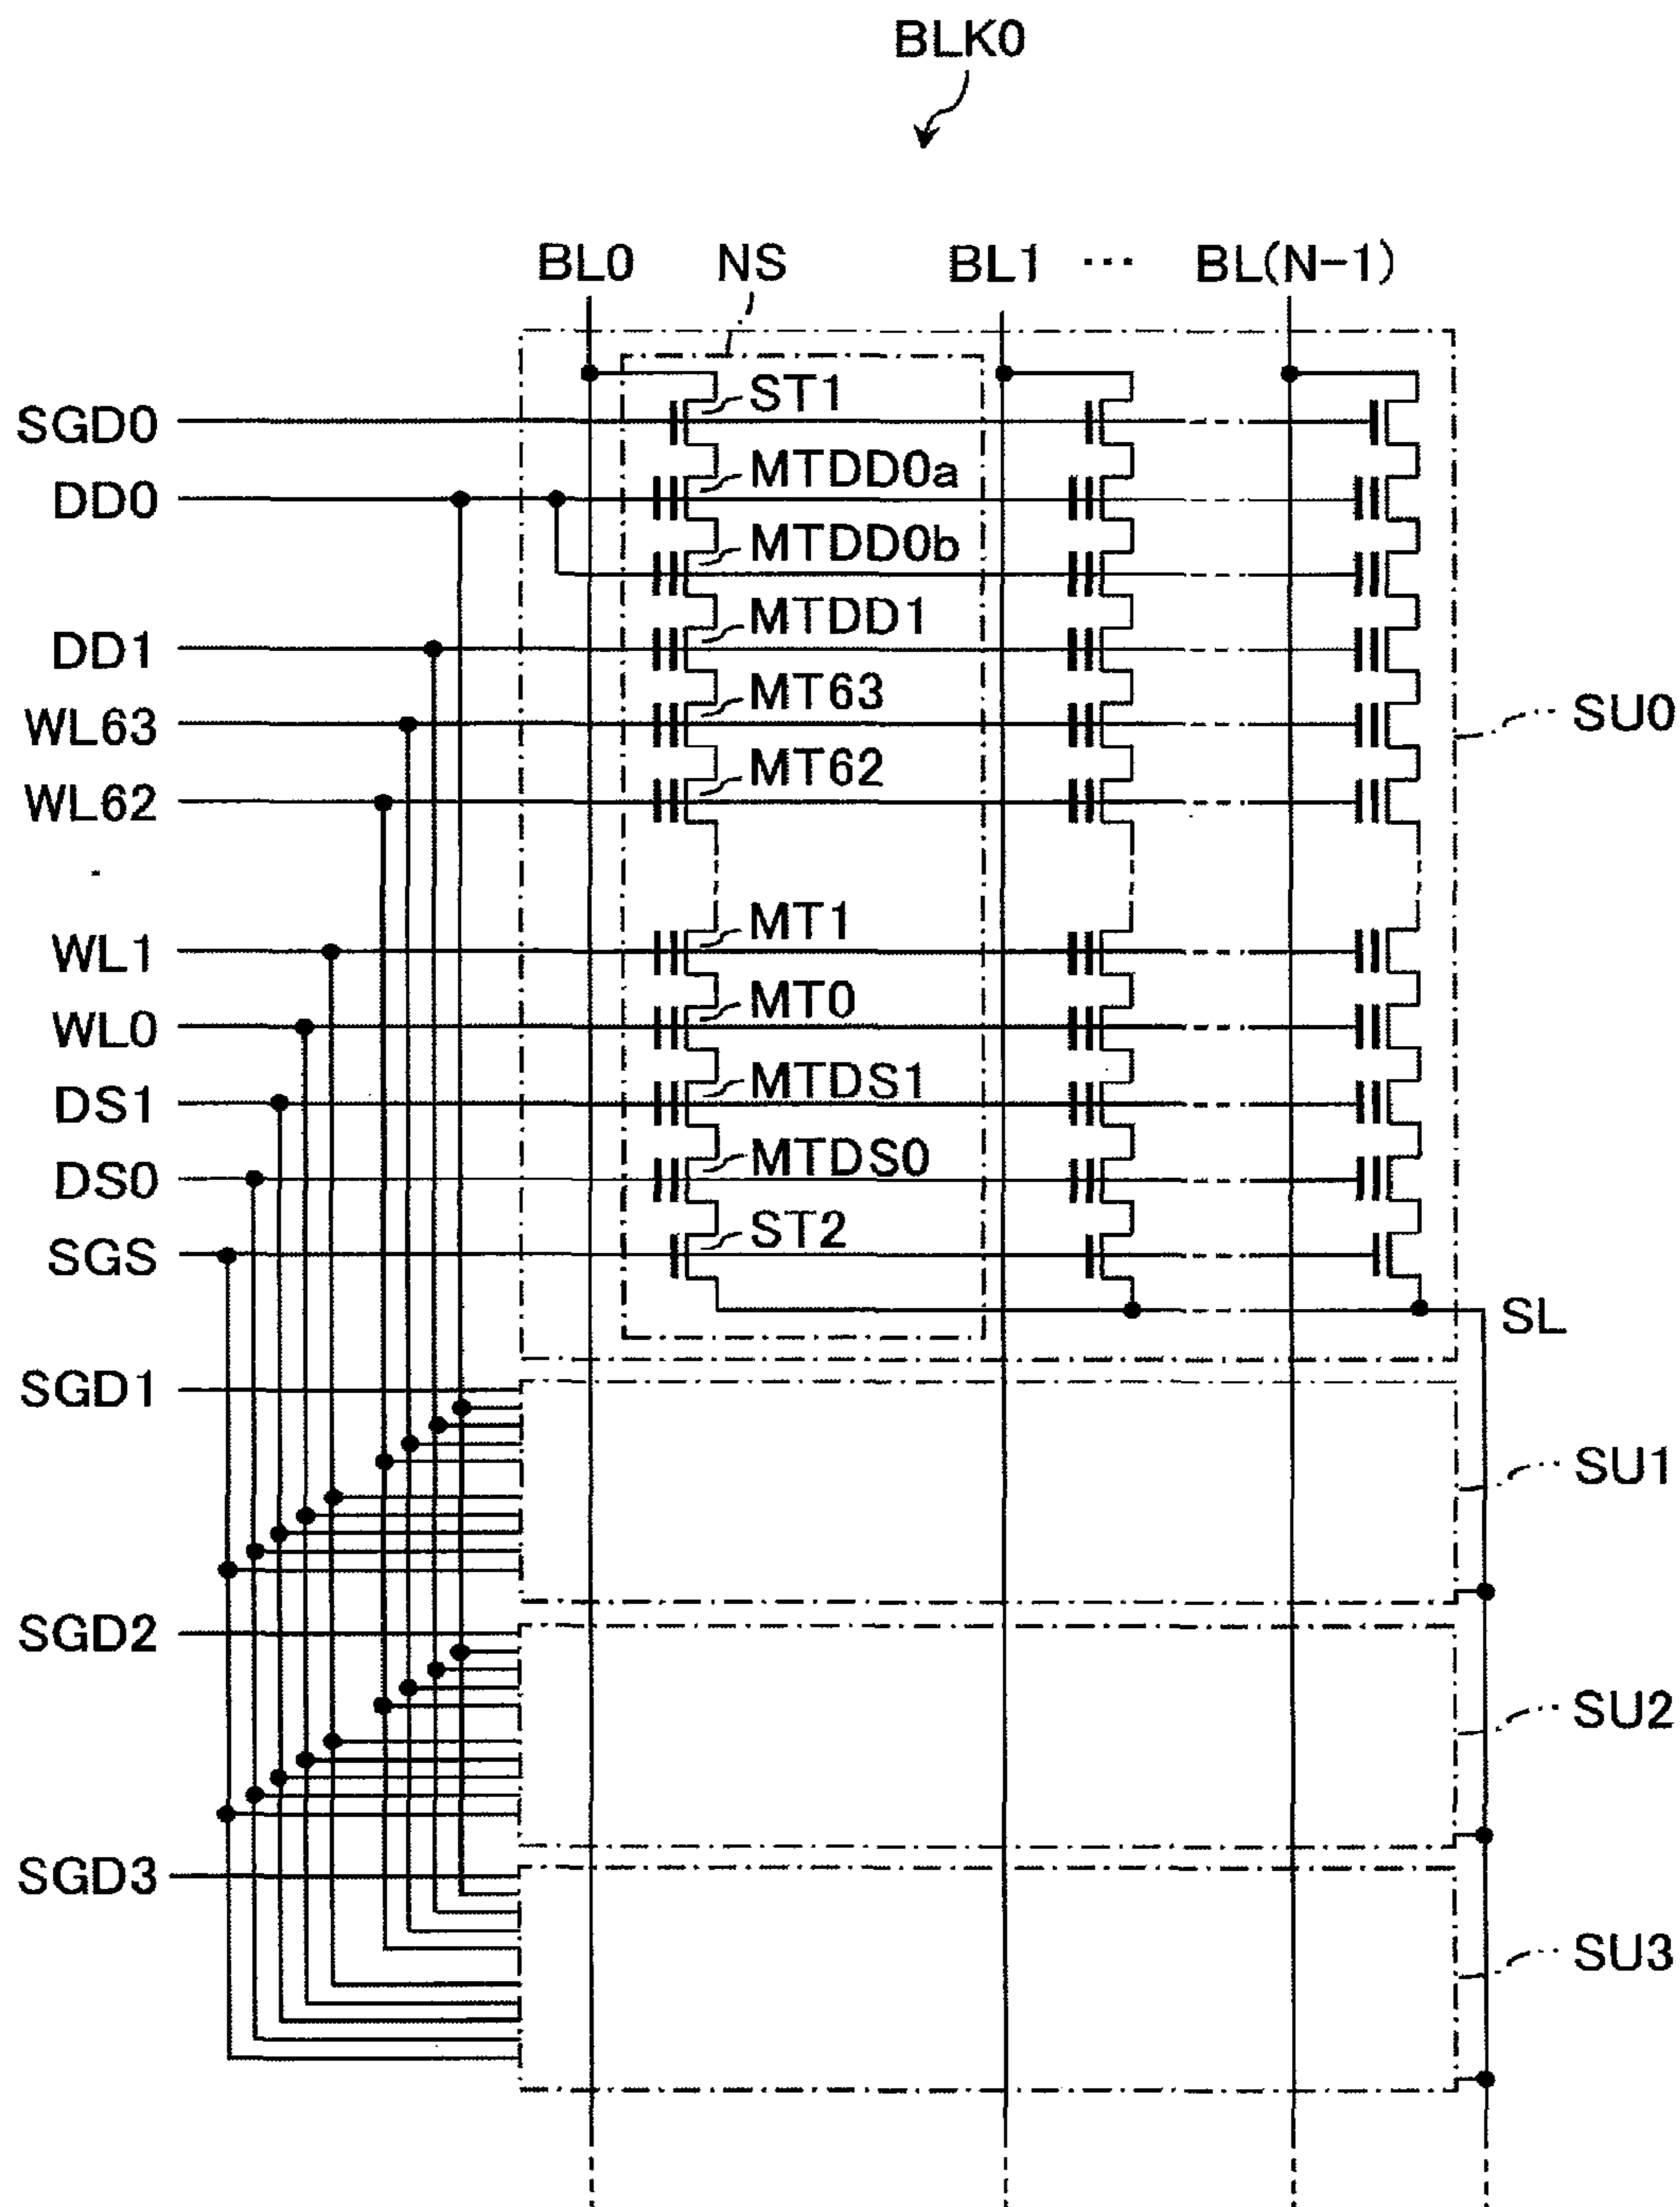 BLK0
BL0 NS BL1 ... BL(N-1)
ST1
SGD0
MTDD0a
DD0
MTDD0b
MTDD1
DD1
MT63
WL63
SU0
MT62
WL62
MT1
WL1
MT0
WL0
MTDS1
DS1
MTDS0
DS0
ST2
SGS
SL
SGD1
SU1
SGD2
SU2
SGD3
SU3